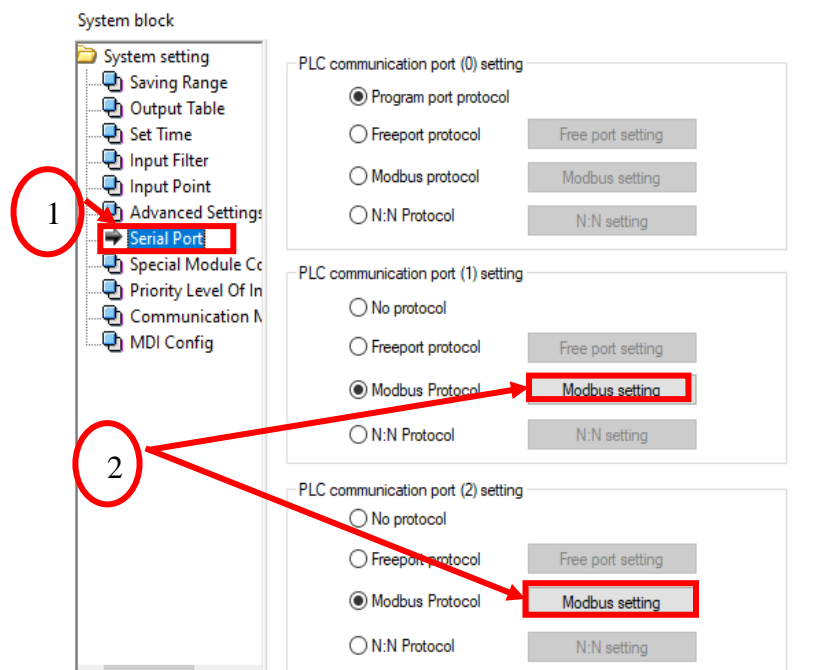 System block
System setting
Saving Range
Output Table
Set Time
Input Filter
Input Point
Advanced Settings
Serial Port
Special Module Co
Priority Level Of In
Communication M
MDI Config
1
2
PLC communication port (0) setting
Program port protocol
Freeport protocol Free port setting
Modbus protocol Modbus setting
N:N Protocol N:N setting
PLC communication port (1) setting
No protocol
Freeport protocol Free port setting
Modbus Protocol Modbus setting
N:N Protocol N:N setting
PLC communication port (2) setting
No protocol
Freeport protocol Free port setting
Modbus Protocol Modbus setting
N:N Protocol N:N setting